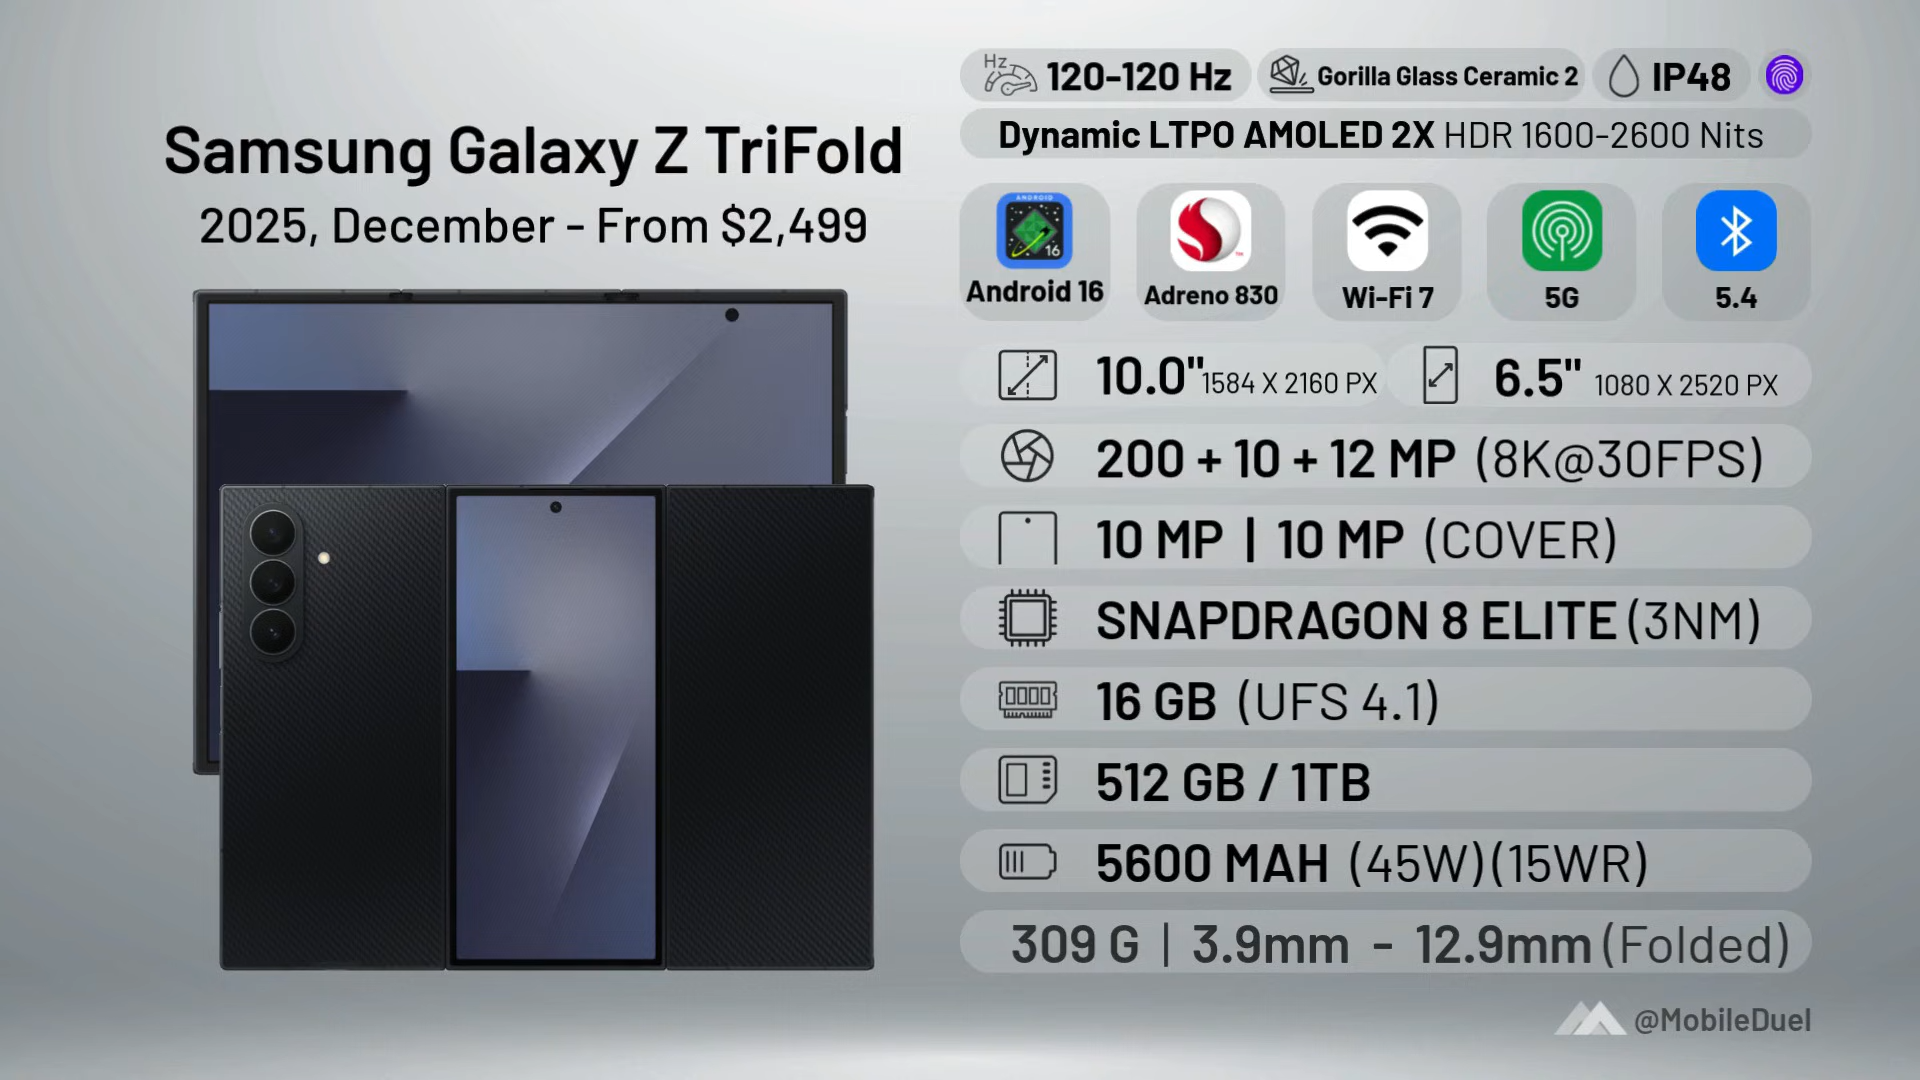 Samsung Galaxy Z TriFold
2025, December - From $2,499
Hz
120-120 Hz
Gorilla Glass Ceramic 2
IP48
Dynamic LTPO AMOLED 2X HDR 1600-2600 Nits
ANDROID
16
Android 16
Adreno 830
Wi-Fi 7
5G
5.4
10.0" 1584 X 2160 PX
6.5" 1080 X 2520 PX
200 + 10 + 12 MP (8K@30FPS)
10 MP | 10 MP (COVER)
SNAPDRAGON 8 ELITE (3NM)
16 GB (UFS 4.1)
512 GB / 1TB
5600 MAH (45W)(15WR)
309 G | 3.9mm - 12.9mm (Folded)
@MobileDuel